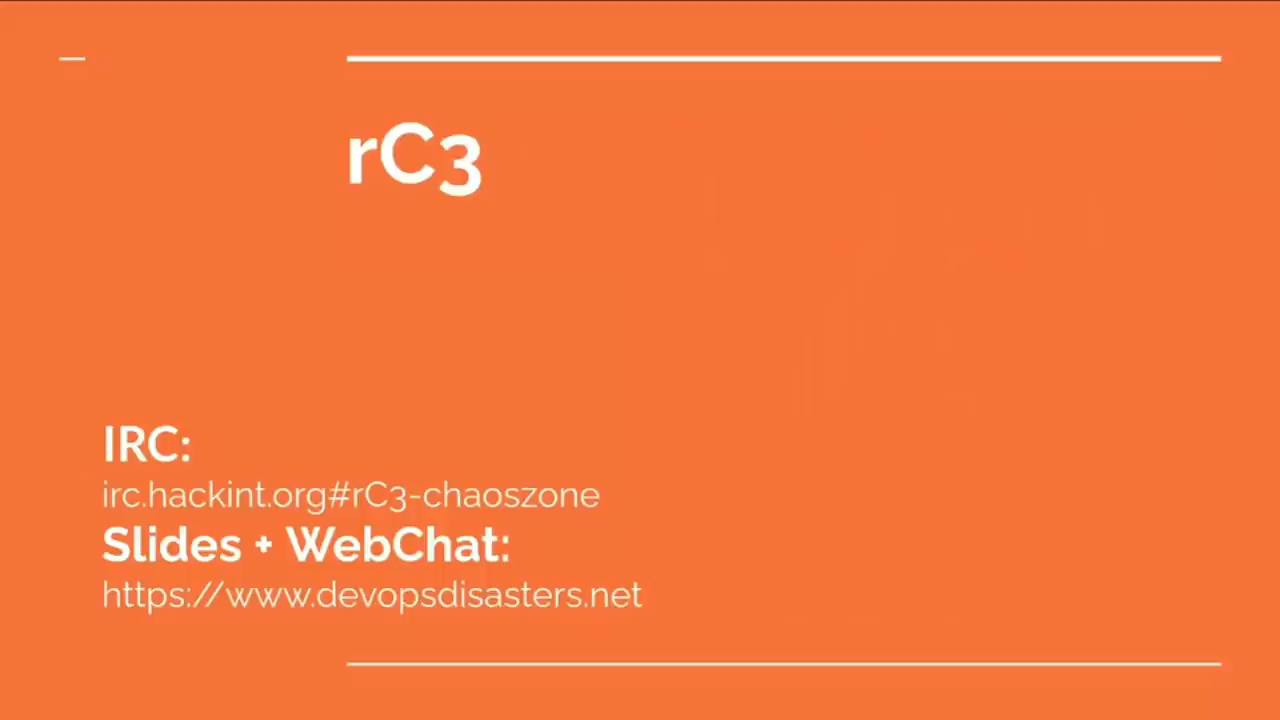 rC3
IRC:
irc.hackint.org#rC3-chaoszone
Slides + WebChat:
https://www.devopsdisasters.net